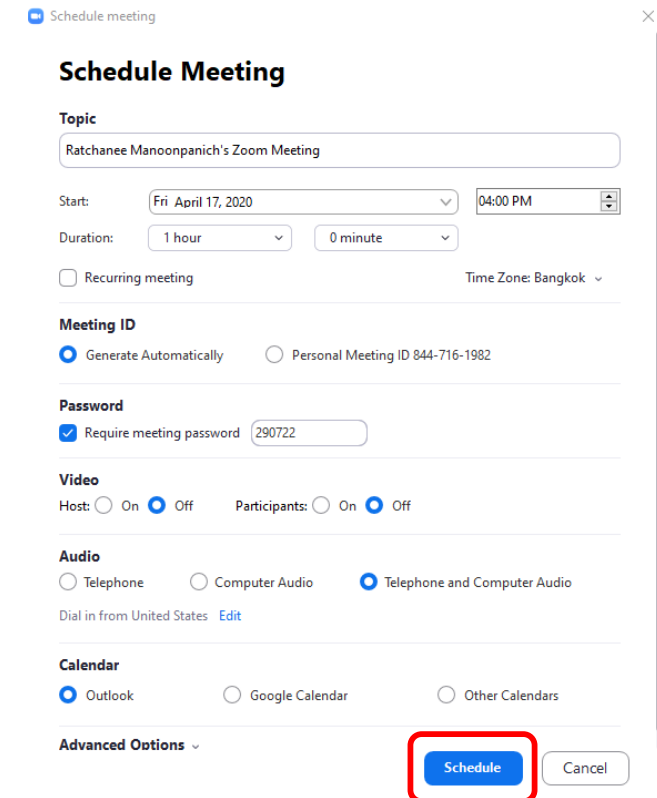 Schedule meeting
Schedule Meeting
Topic
Ratchanee Manoonpanich's Zoom Meeting
Start: Fri April 17, 2020 04:00 PM
Duration: 1 hour 0 minute
Recurring meeting Time Zone: Bangkok
Meeting ID
Generate Automatically Personal Meeting ID 844-716-1982
Password
Require meeting password 290722
Video
Host: On Off Participants: On Off
Audio
Telephone Computer Audio Telephone and Computer Audio
Dial in from United States Edit
Calendar
Outlook Google Calendar Other Calendars
Advanced Options
Schedule Cancel